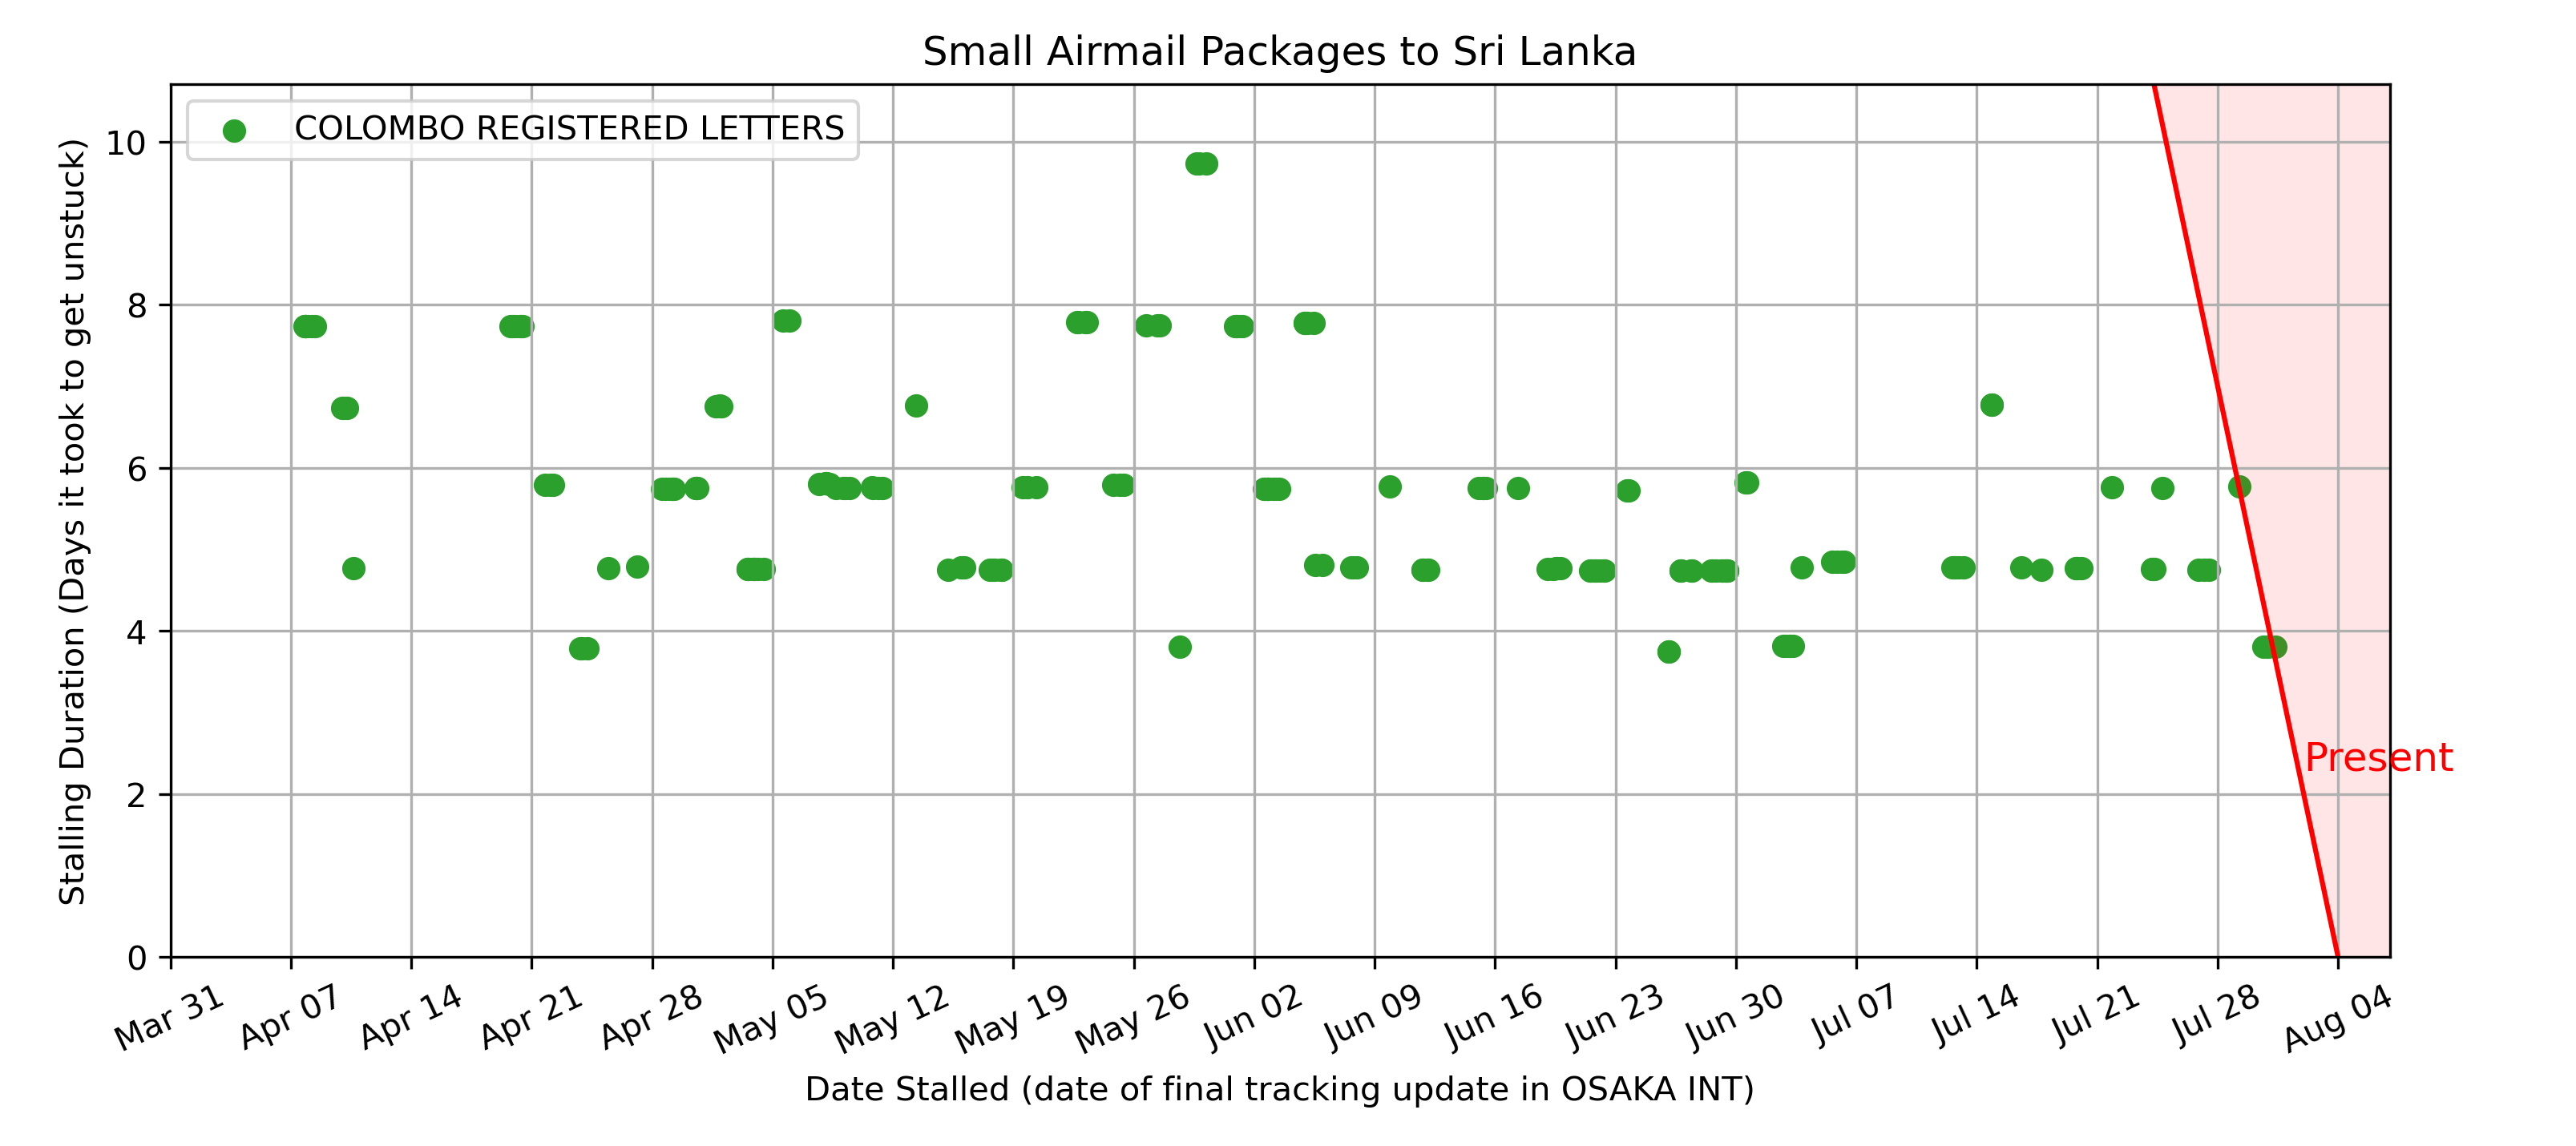 Small Airmail Packages to Sri Lanka
COLOMBO REGISTERED LETTERS
Stalling Duration (Days it took to get unstuck)
10
8
6
4
2
0
Present
Mar 31
Apr 07
Apr 14
Apr 21
Apr 28
May 05
May 12
May 19
May 26
Jun 02
Jun 09
Jun 16
Jun 23
Jun 30
Jul 07
Jul 14
Jul 21
Jul 28
Aug 04
Date Stalled (date of final tracking update in OSAKA INT)